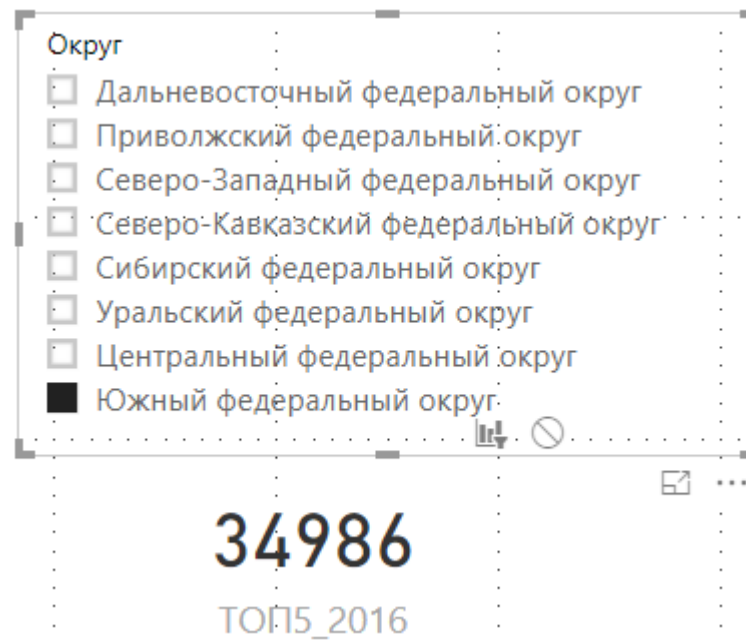 Округ
Дальневосточный федеральный округ
Приволжский федеральный округ
Северо-Западный федеральный округ
Северо-Кавказский федеральный округ
Сибирский федеральный округ
Уральский федеральный округ
Центральный федеральный округ
Южный федеральный округ
34986
ТОП5_2016